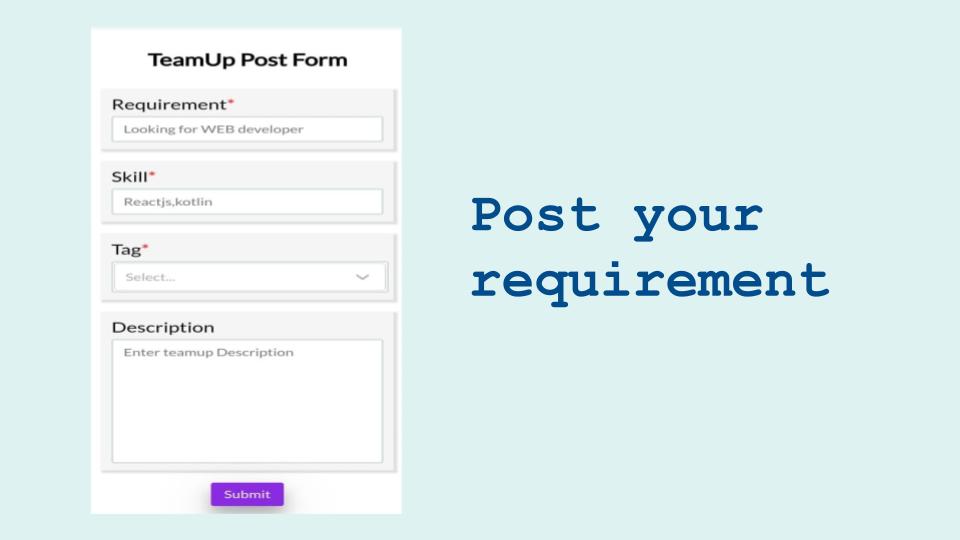 TeamUp Post Form
Requirement*
Looking for WEB developer
Skill*
Reactjs,kotlin
Tag*
Select...
Description
Enter teamup Description
Submit
Post your
requirement